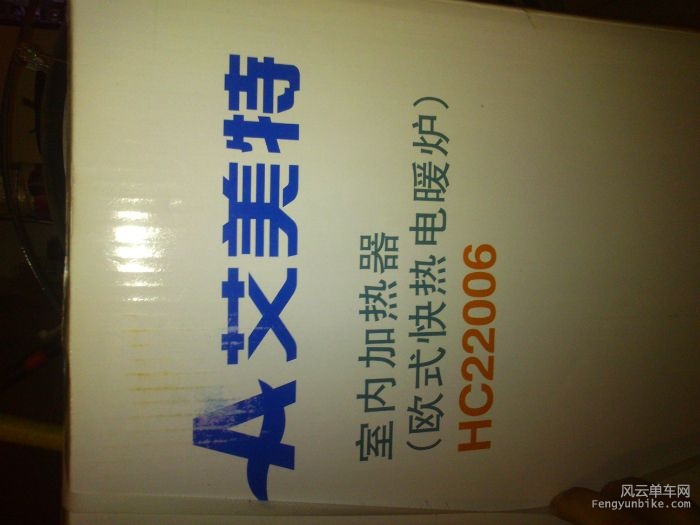 艾美特
室内加热器
（欧式快热电暖炉）
HC22006
风云单车网
Fengyunbike.com